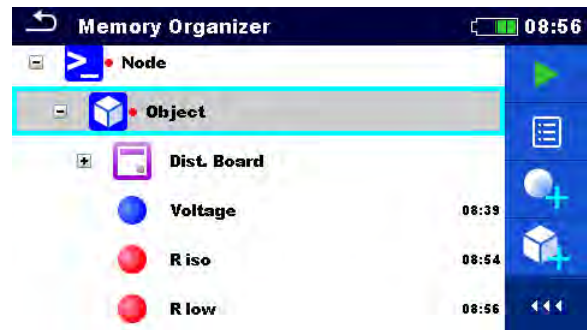 Memory Organizer 08:56
Node
Object
Dist. Board
Voltage 08:39
R iso 08:54
R low 08:56